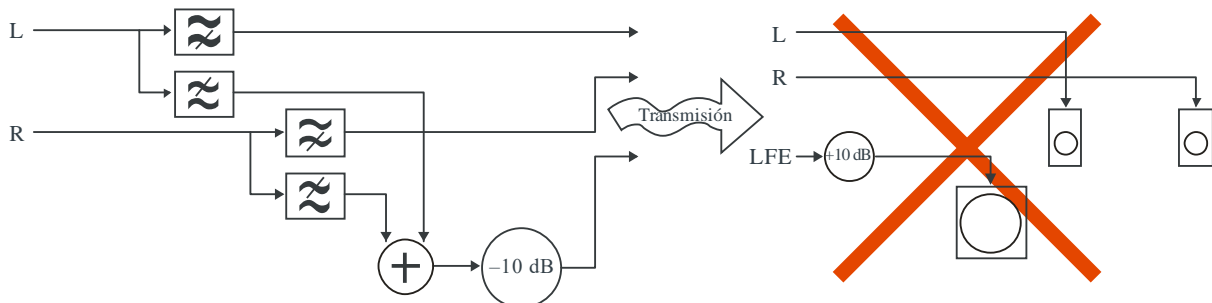 L
R
–10 dB
Transmisión
L
R
LFE
+10 dB